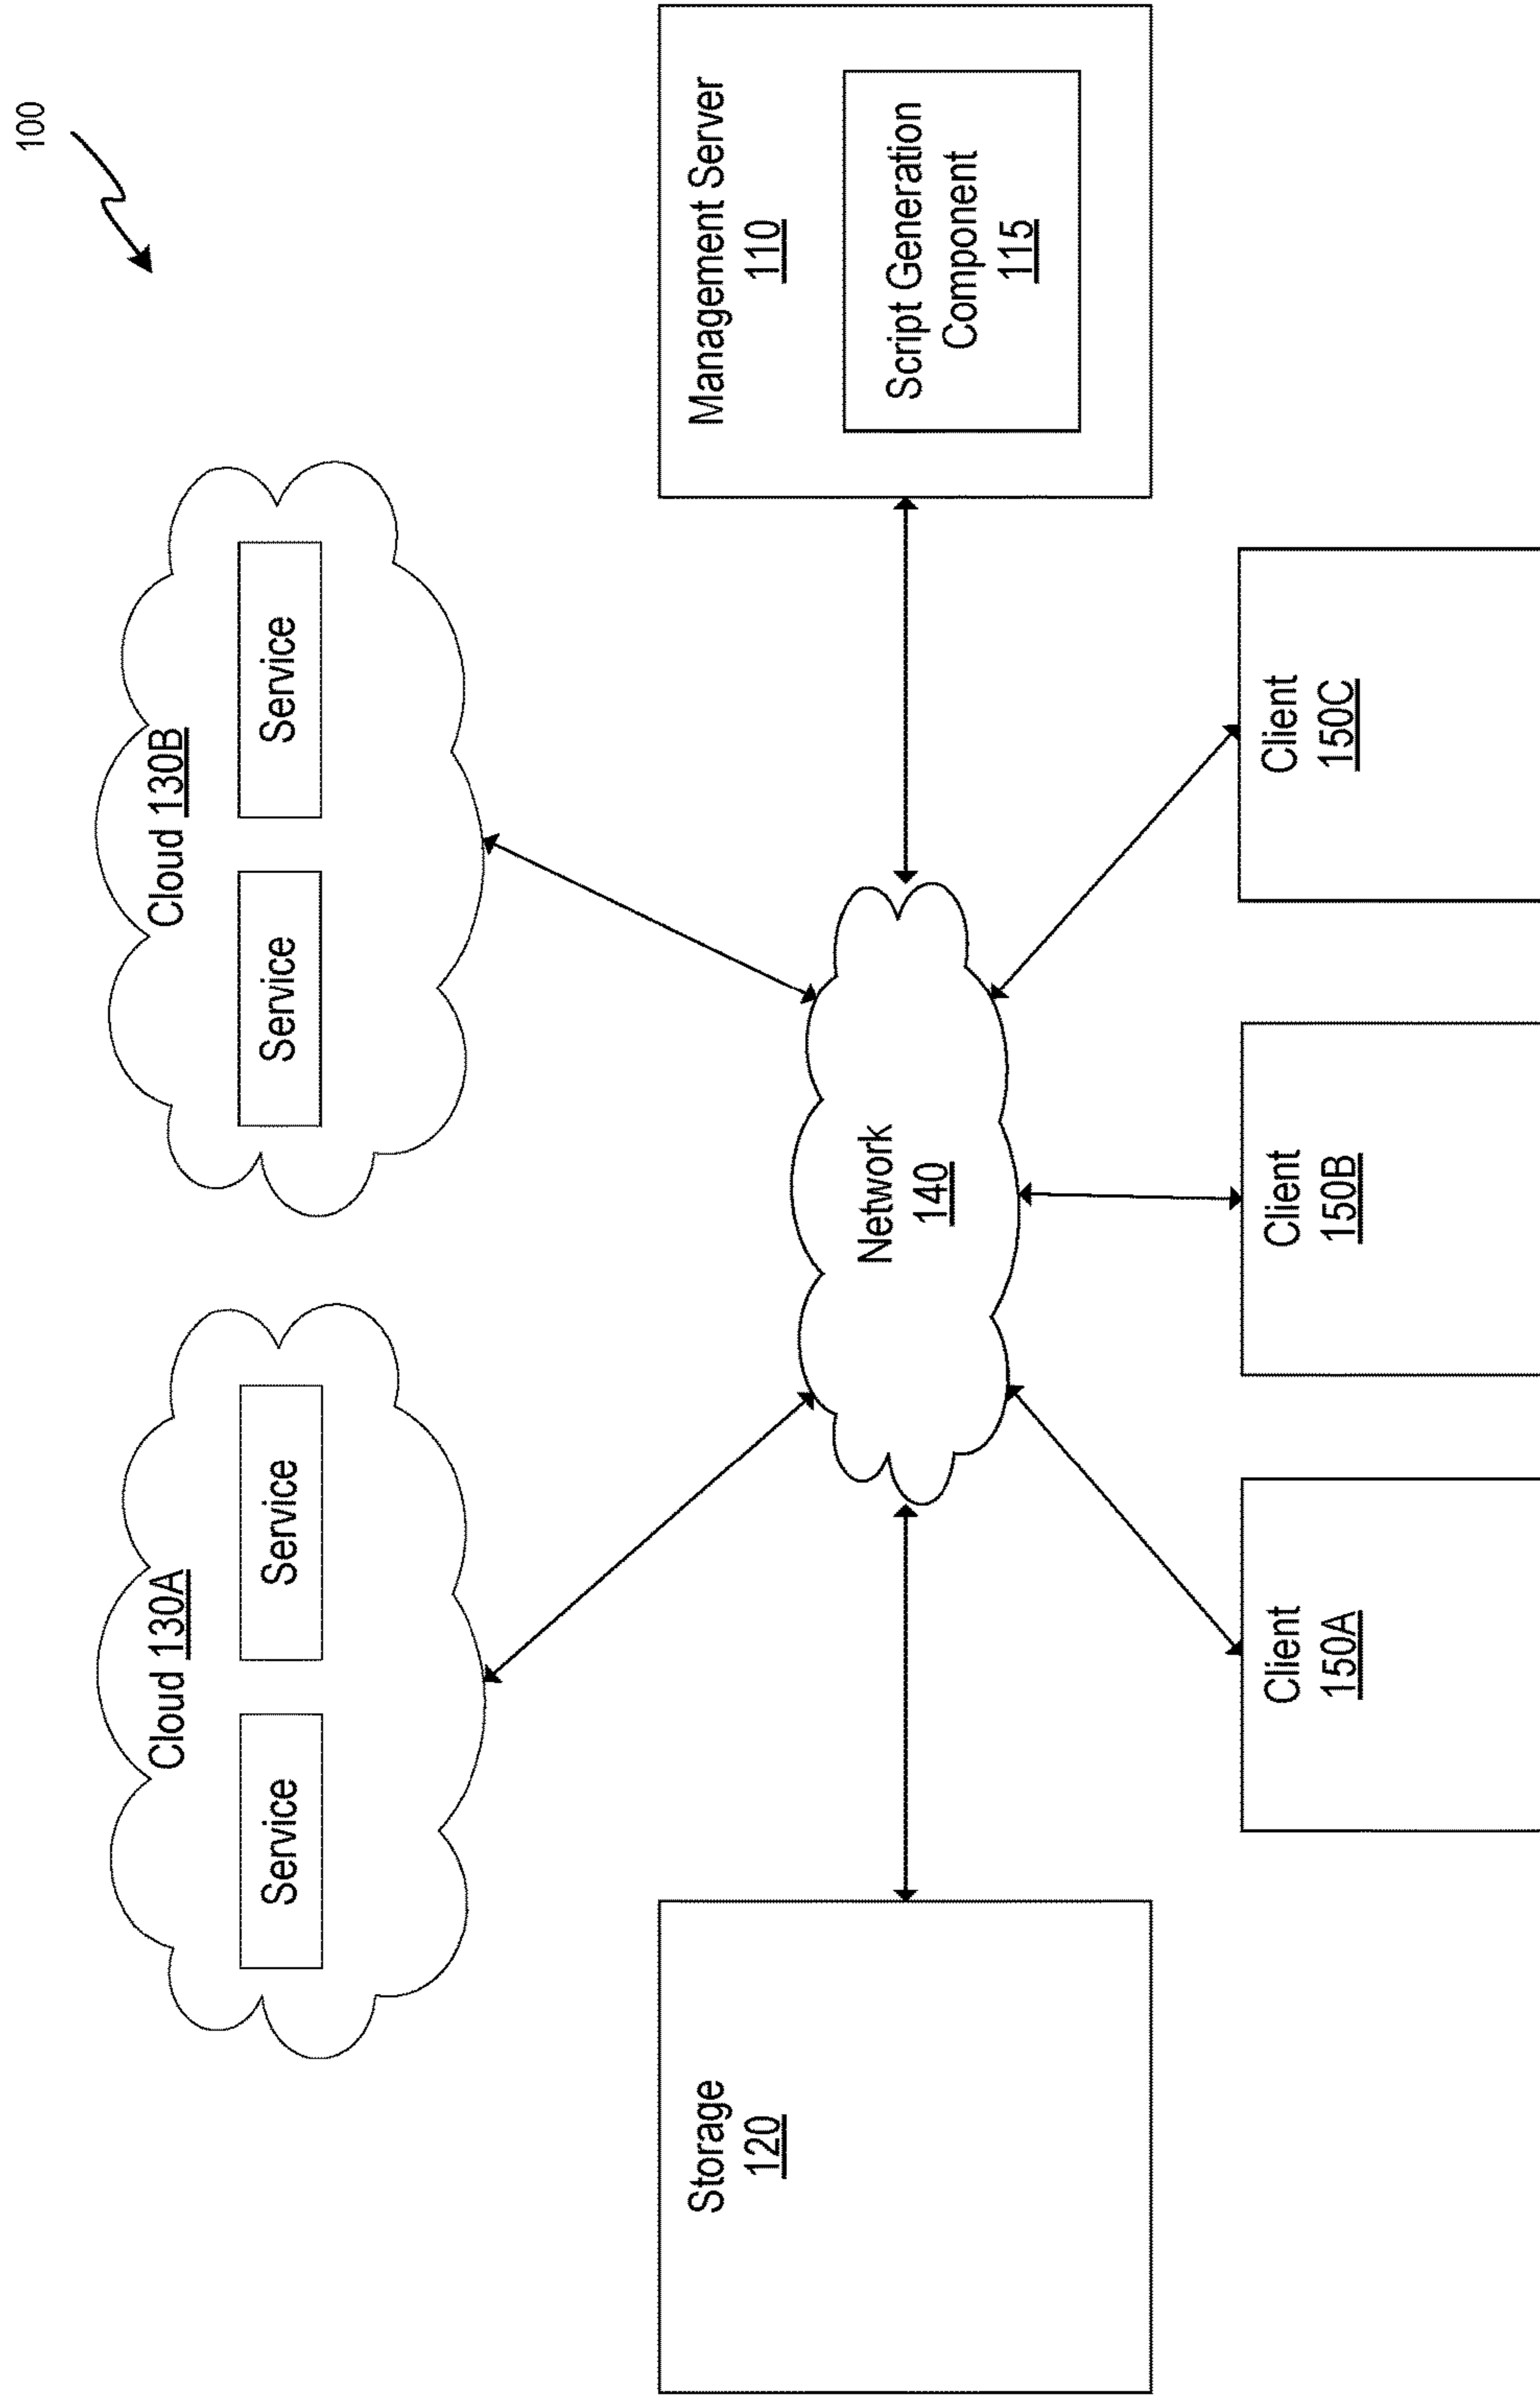 100
Cloud 130A
Service
Service
Cloud 130B
Service
Service
Storage
120
Network
140
Management Server
110
Script Generation
Component
115
Client
150A
Client
150B
Client
150C